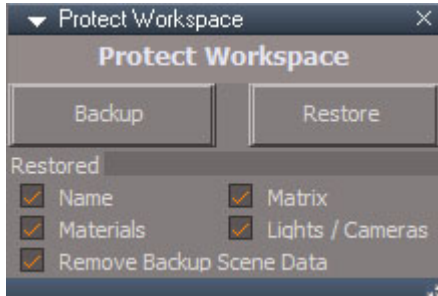 Protect Workspace
Protect Workspace
Backup Restore
Restored
Name Matrix
Materials Lights / Cameras
Remove Backup Scene Data